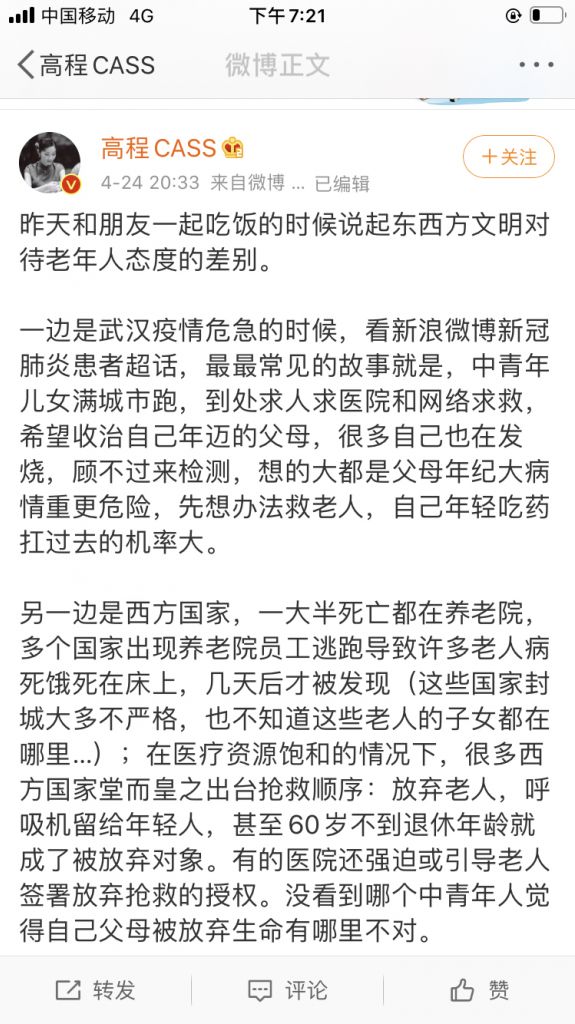 中国移动 4G 下午7:21
高程CASS 微博正文
高程CASS
+关注
4-24 20:33 来自微博 ... 已编辑
昨天和朋友一起吃饭的时候说起东西方文明对
待老年人态度的差别。
一边是武汉疫情危急的时候，看新浪微博新冠
肺炎患者超话，最最常见的故事就是，中青年
儿女满城市跑，到处求人求医院和网络求救，
希望收治自己年迈的父母，很多自己也在发
烧，顾不过来检测，想的大都是父母年纪大病
情重更危险，先想办法救老人，自己年轻吃药
扛过去的机率大。
另一边是西方国家，一大半死亡都在养老院，
多个国家出现养老院员工逃跑导致许多老人病
死饿死在床上，几天后才被发现（这些国家封
城大多不严格，也不知道这些老人的子女都在
哪里...）；在医疗资源饱和的情况下，很多西
方国家堂而皇之出台抢救顺序：放弃老人，呼
吸机留给年轻人，甚至60岁不到退休年龄就
成了被放弃对象。有的医院还强迫或引导老人
签署放弃抢救的授权。没看到哪个中青年人觉
得自己父母被放弃生命有哪里不对。
转发 评论 赞